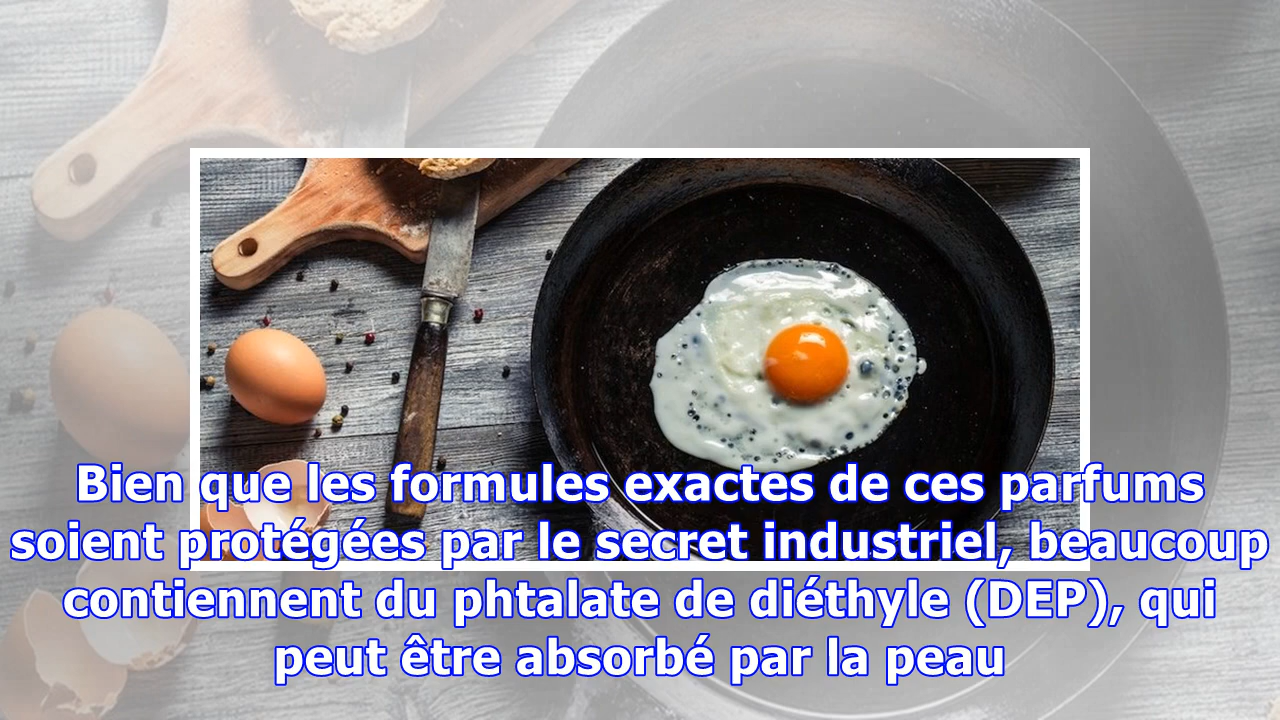 Bien que les formules exactes de ces parfums
soient protégées par le secret industriel, beaucoup
contiennent du phtalate de diéthyle (DEP), qui
peut être absorbé par la peau